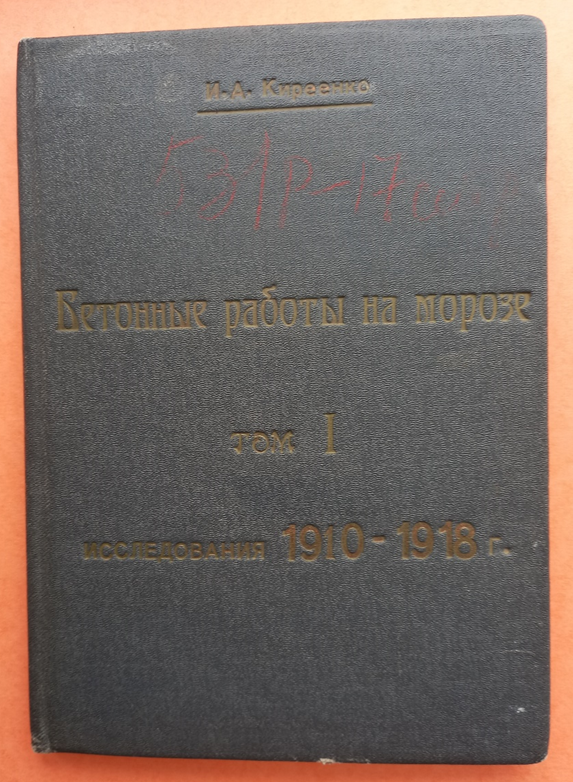 И.А. Киреенко
Бетонные работы на морозе
том I
ИССЛЕДОВАНИЯ 1910-1918 г.